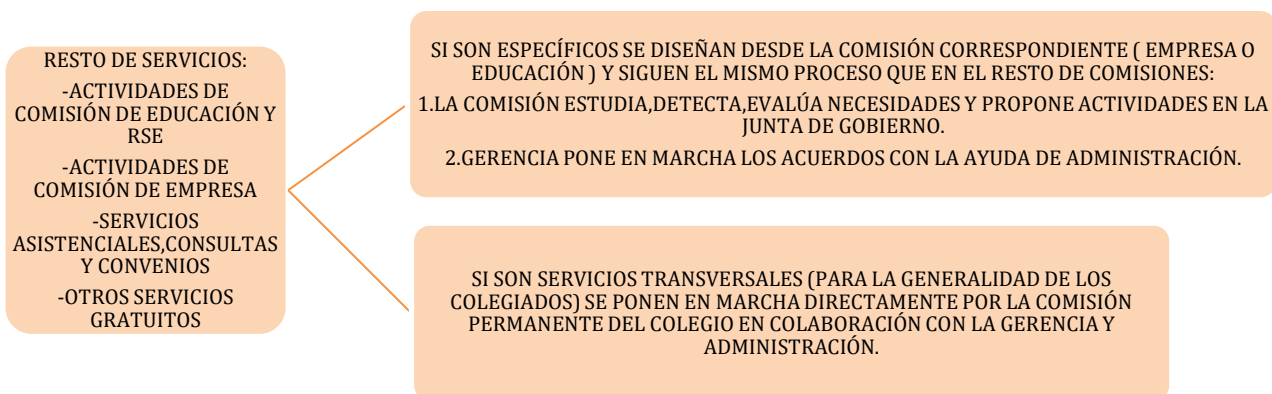 RESTO DE SERVICIOS:
-ACTIVIDADES DE
COMISIÓN DE EDUCACIÓN Y
RSE
-ACTIVIDADES DE
COMISIÓN DE EMPRESA
-SERVICIOS
ASISTENCIALES,CONSULTAS
Y CONVENIOS
-OTROS SERVICIOS
GRATUITOS
SI SON ESPECÍFICOS SE DISEÑAN DESDE LA COMISIÓN CORRESPONDIENTE ( EMPRESA O
EDUCACIÓN ) Y SIGUEN EL MISMO PROCESO QUE EN EL RESTO DE COMISIONES:
1.LA COMISIÓN ESTUDIA,DETECTA,EVALÚA NECESIDADES Y PROPONE ACTIVIDADES EN LA
JUNTA DE GOBIERNO.
2.GERENCIA PONE EN MARCHA LOS ACUERDOS CON LA AYUDA DE ADMINISTRACIÓN.
SI SON SERVICIOS TRANSVERSALES (PARA LA GENERALIDAD DE LOS
COLEGIADOS) SE PONEN EN MARCHA DIRECTAMENTE POR LA COMISIÓN
PERMANENTE DEL COLEGIO EN COLABORACIÓN CON LA GERENCIA Y
ADMINISTRACIÓN.